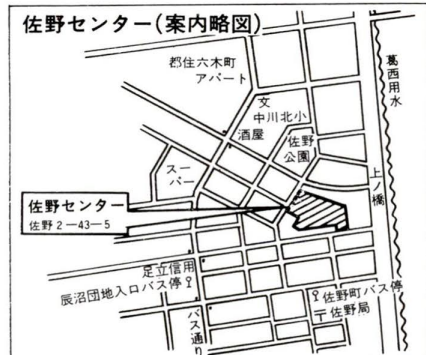 佐野センター(案内略図)
都住六木町
アパート
葛西用水
文
中川北小
酒屋
佐野
公園
スーパー
上ノ橋
佐野センター
佐野2―43―5
足立信用
辰沼団地入口バス停
バス通り
佐野町バス停
〒佐野局